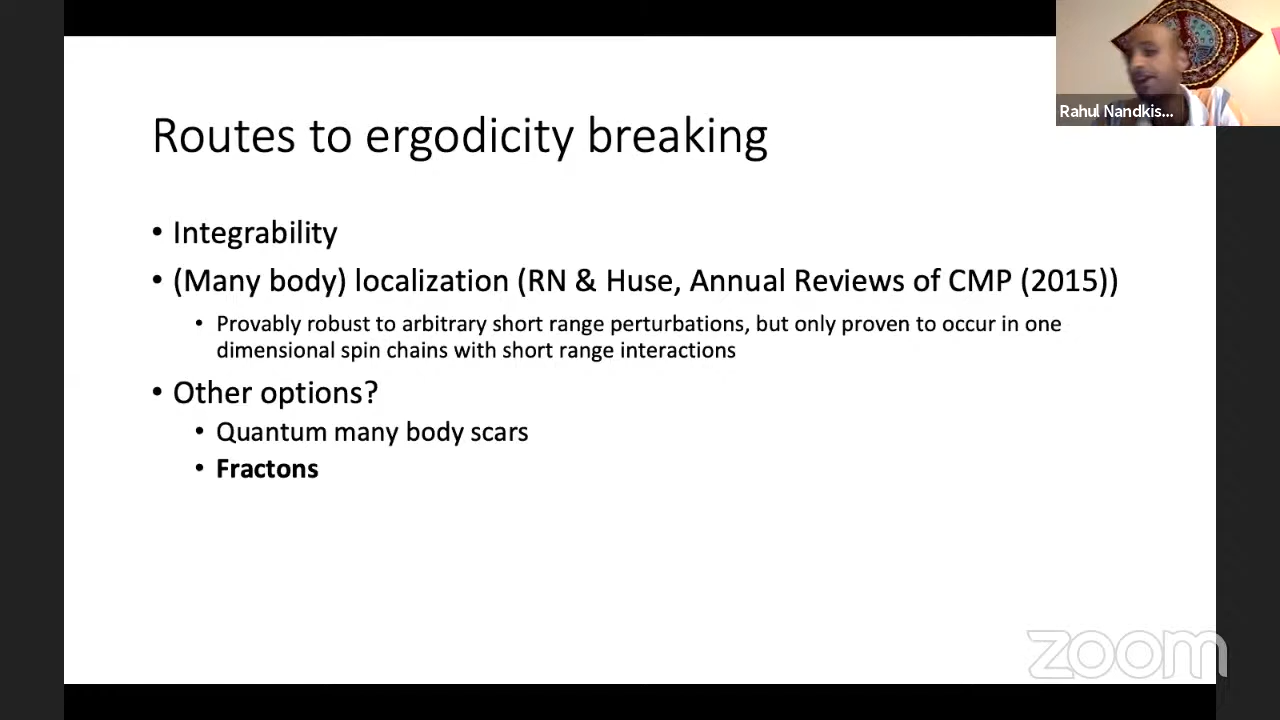 Rahul Nandkis...
Routes to ergodicity breaking
• Integrability
• (Many body) localization (RN & Huse, Annual Reviews of CMP (2015))
• Provably robust to arbitrary short range perturbations, but only proven to occur in one
dimensional spin chains with short range interactions
• Other options?
• Quantum many body scars
• Fractons
zoom